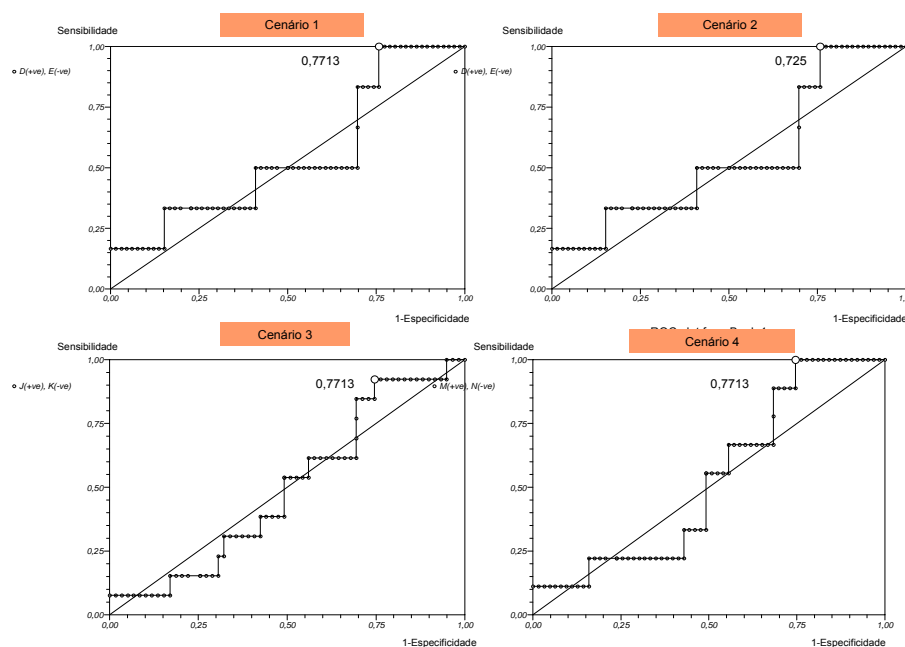 Cenário 1
Sensibilidade
1,00
0,7713
D(+ve), E(-ve)
0,75
0,50
0,25
0,00
0,00 0,25 0,50 0,75 1,00
1-Especificidade
Cenário 2
Sensibilidade
1,00
0,725
D(+ve), E(-ve)
0,75
0,50
0,25
0,00
0,00 0,25 0,50 0,75 1,00
1-Especificidade
Cenário 3
Sensibilidade
1,00
0,7713
J(+ve), K(-ve)
0,75
0,50
0,25
0,00
0,00 0,25 0,50 0,75 1,00
1-Especificidade
Cenário 4
Sensibilidade
1,00
0,7713
M(+ve), N(-ve)
0,75
0,50
0,25
0,00
0,00 0,25 0,50 0,75 1,00
1-Especificidade